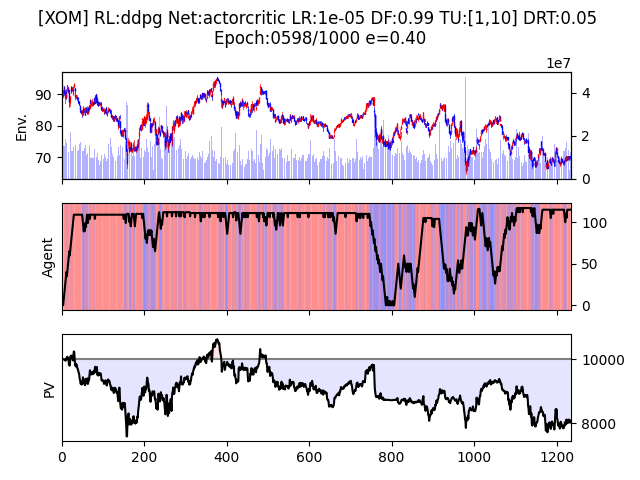 [XOM] RL:ddpg Net:actorcritic LR:1e-05 DF:0.99 TU:[1,10] DRT:0.05
Epoch:0598/1000 e=0.40
1e7
90
80
70
Env.
4
2
0
Agent
100
50
0
PV
10000
8000
0 200 400 600 800 1000 1200